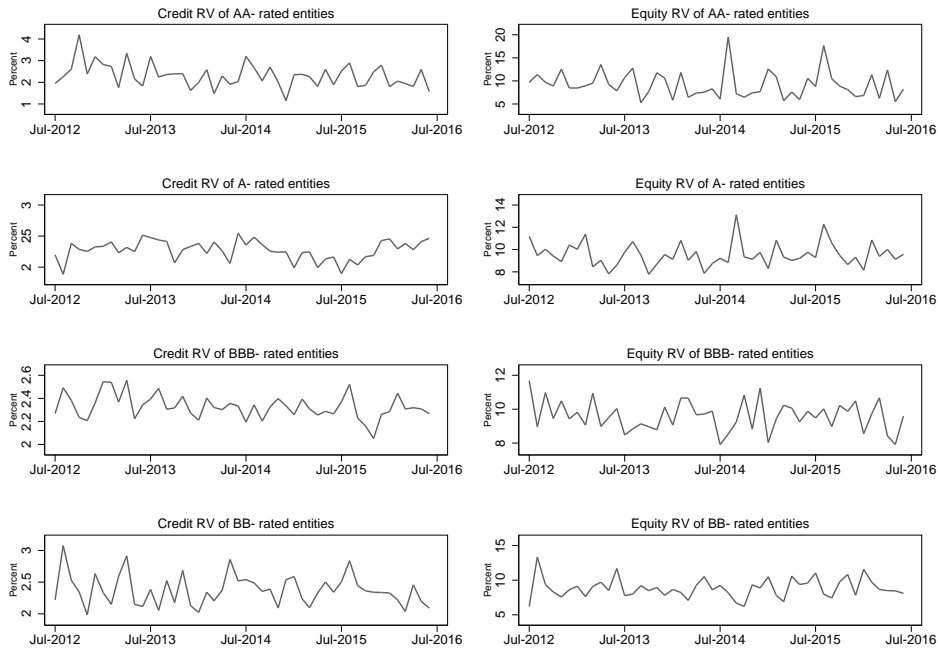 Credit RV of AA- rated entities
Percent
4
3
2
1
Jul-2012 Jul-2013 Jul-2014 Jul-2015 Jul-2016
Equity RV of AA- rated entities
Percent
20
15
10
5
Jul-2012 Jul-2013 Jul-2014 Jul-2015 Jul-2016
Credit RV of A- rated entities
Percent
3
2.5
2
Jul-2012 Jul-2013 Jul-2014 Jul-2015 Jul-2016
Equity RV of A- rated entities
Percent
14
12
10
8
Jul-2012 Jul-2013 Jul-2014 Jul-2015 Jul-2016
Credit RV of BBB- rated entities
Percent
2.6
2.4
2.2
2
Jul-2012 Jul-2013 Jul-2014 Jul-2015 Jul-2016
Equity RV of BBB- rated entities
Percent
12
10
8
Jul-2012 Jul-2013 Jul-2014 Jul-2015 Jul-2016
Credit RV of BB- rated entities
Percent
3
2.5
2
Jul-2012 Jul-2013 Jul-2014 Jul-2015 Jul-2016
Equity RV of BB- rated entities
Percent
15
10
5
Jul-2012 Jul-2013 Jul-2014 Jul-2015 Jul-2016